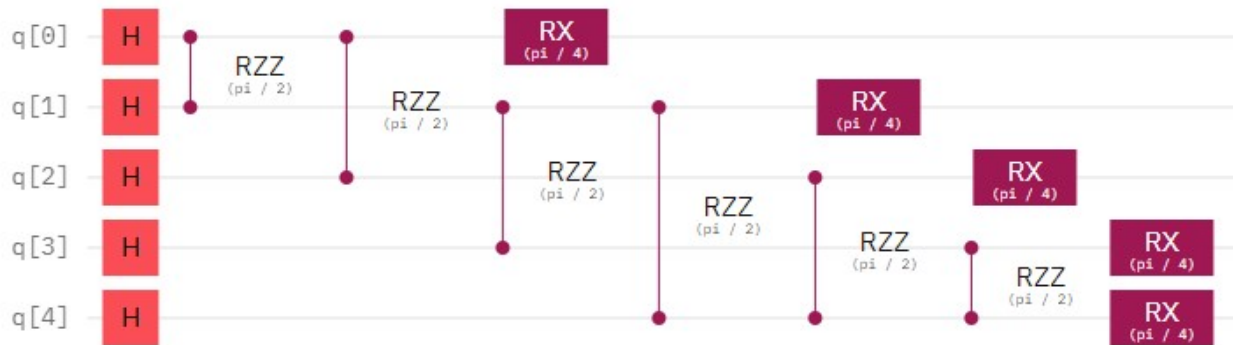 q[0] H RX
(pi / 4)
RZZ
(pi / 2)
q[1] H RZZ
(pi / 2)
RX
(pi / 4)
q[2] H RZZ
(pi / 2)
RX
(pi / 4)
RZZ
(pi / 2)
q[3] H RZZ
(pi / 2)
RX
(pi / 4)
RZZ
(pi / 2)
q[4] H RX
(pi / 4)